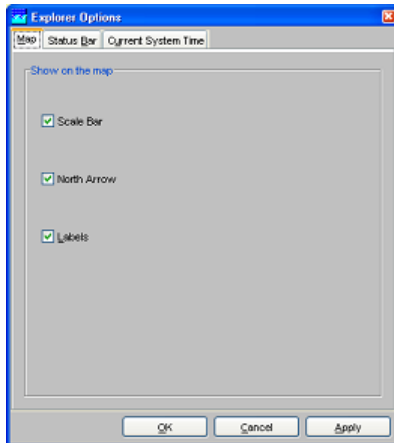 Explorer Options
Map Status Bar Current System Time
Show on the map
Scale Bar
North Arrow
Labels
OK Cancel Apply